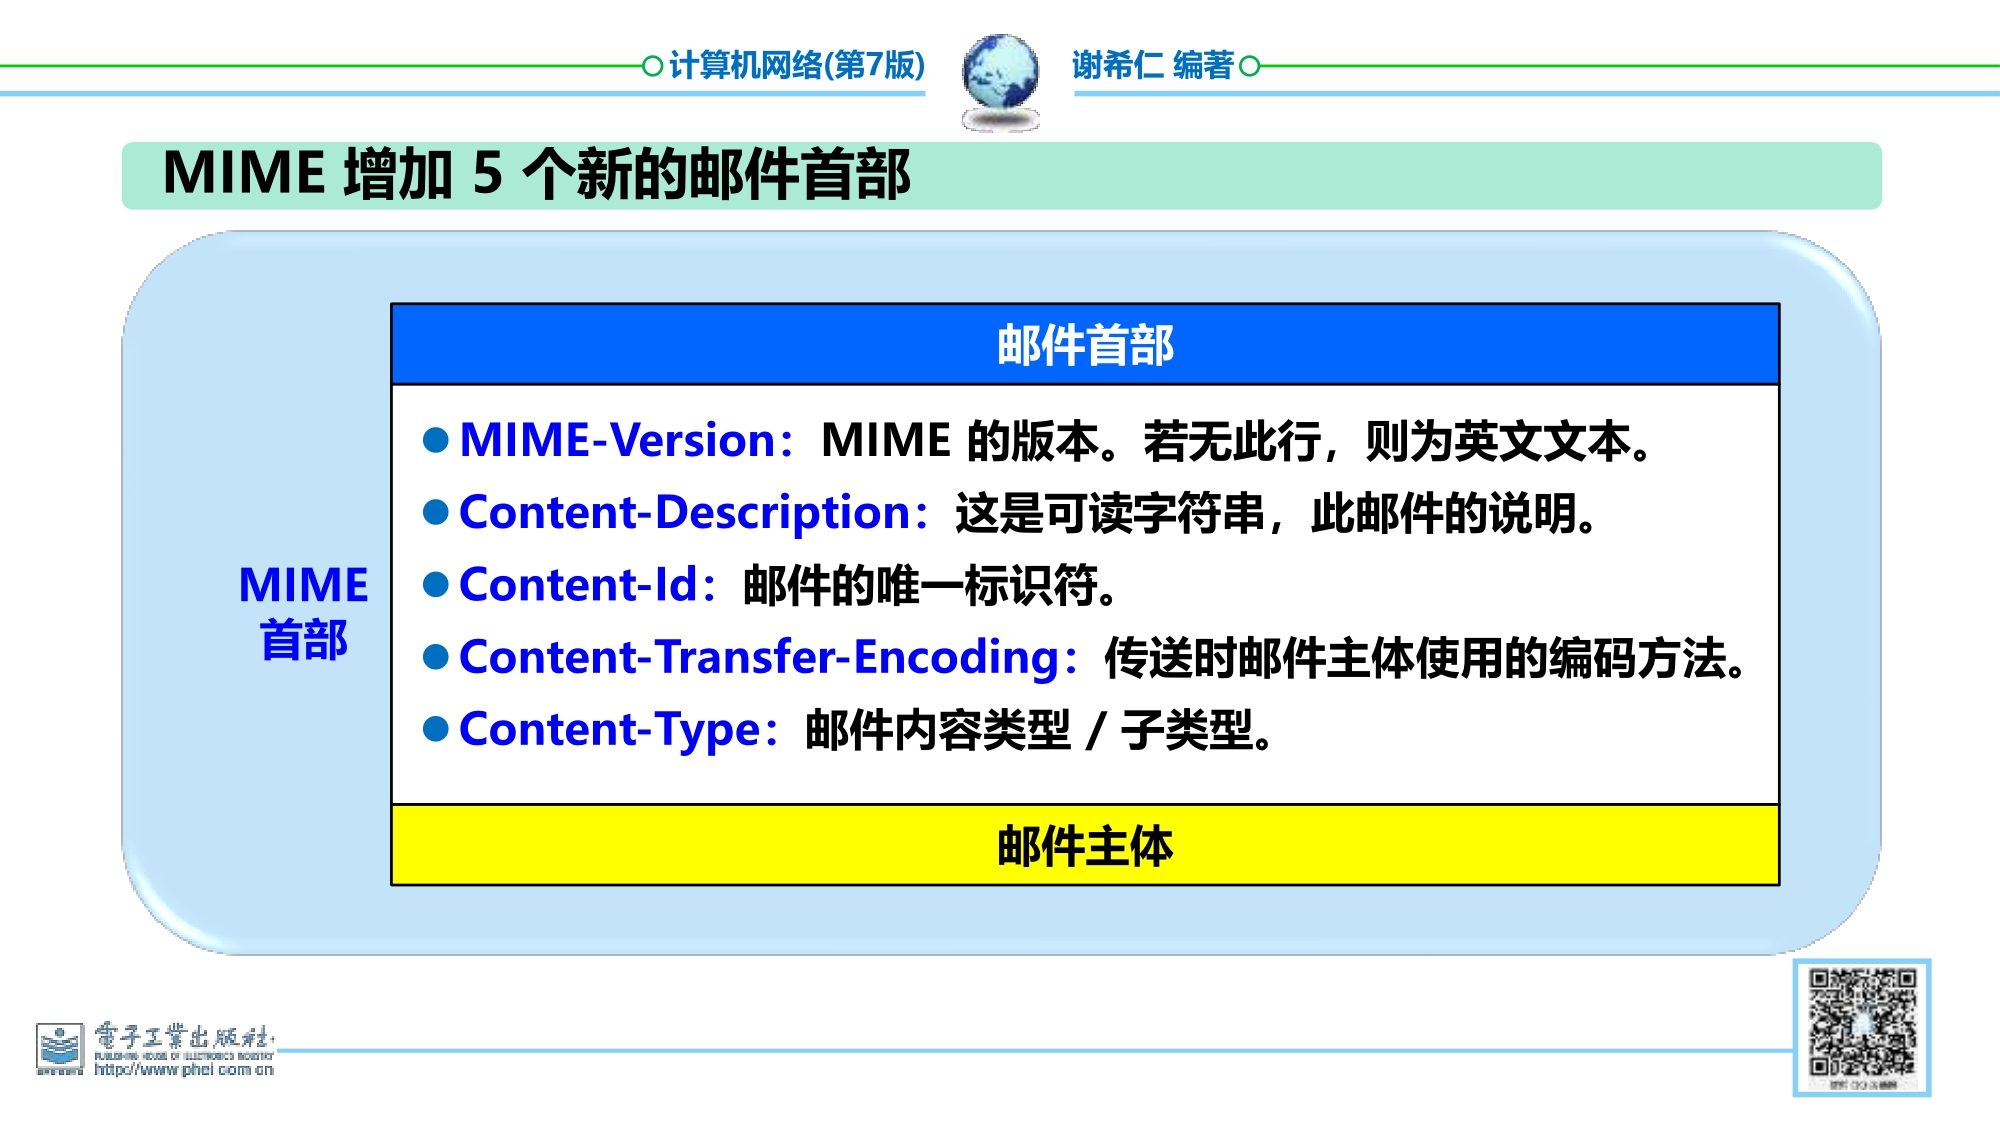 计算机网络(第7版)
谢希仁 编著
MIME 增加 5 个新的邮件首部
邮件首部
MIME-Version：MIME 的版本。若无此行，则为英文文本。
Content-Description：这是可读字符串，此邮件的说明。
Content-Id：邮件的唯一标识符。
Content-Transfer-Encoding：传送时邮件主体使用的编码方法。
Content-Type：邮件内容类型 / 子类型。
MIME
首部
邮件主体
電子工業出版社
PUBLISHING HOUSE OF ELECTRONICS INDUSTRY
http://www.phei.com.cn